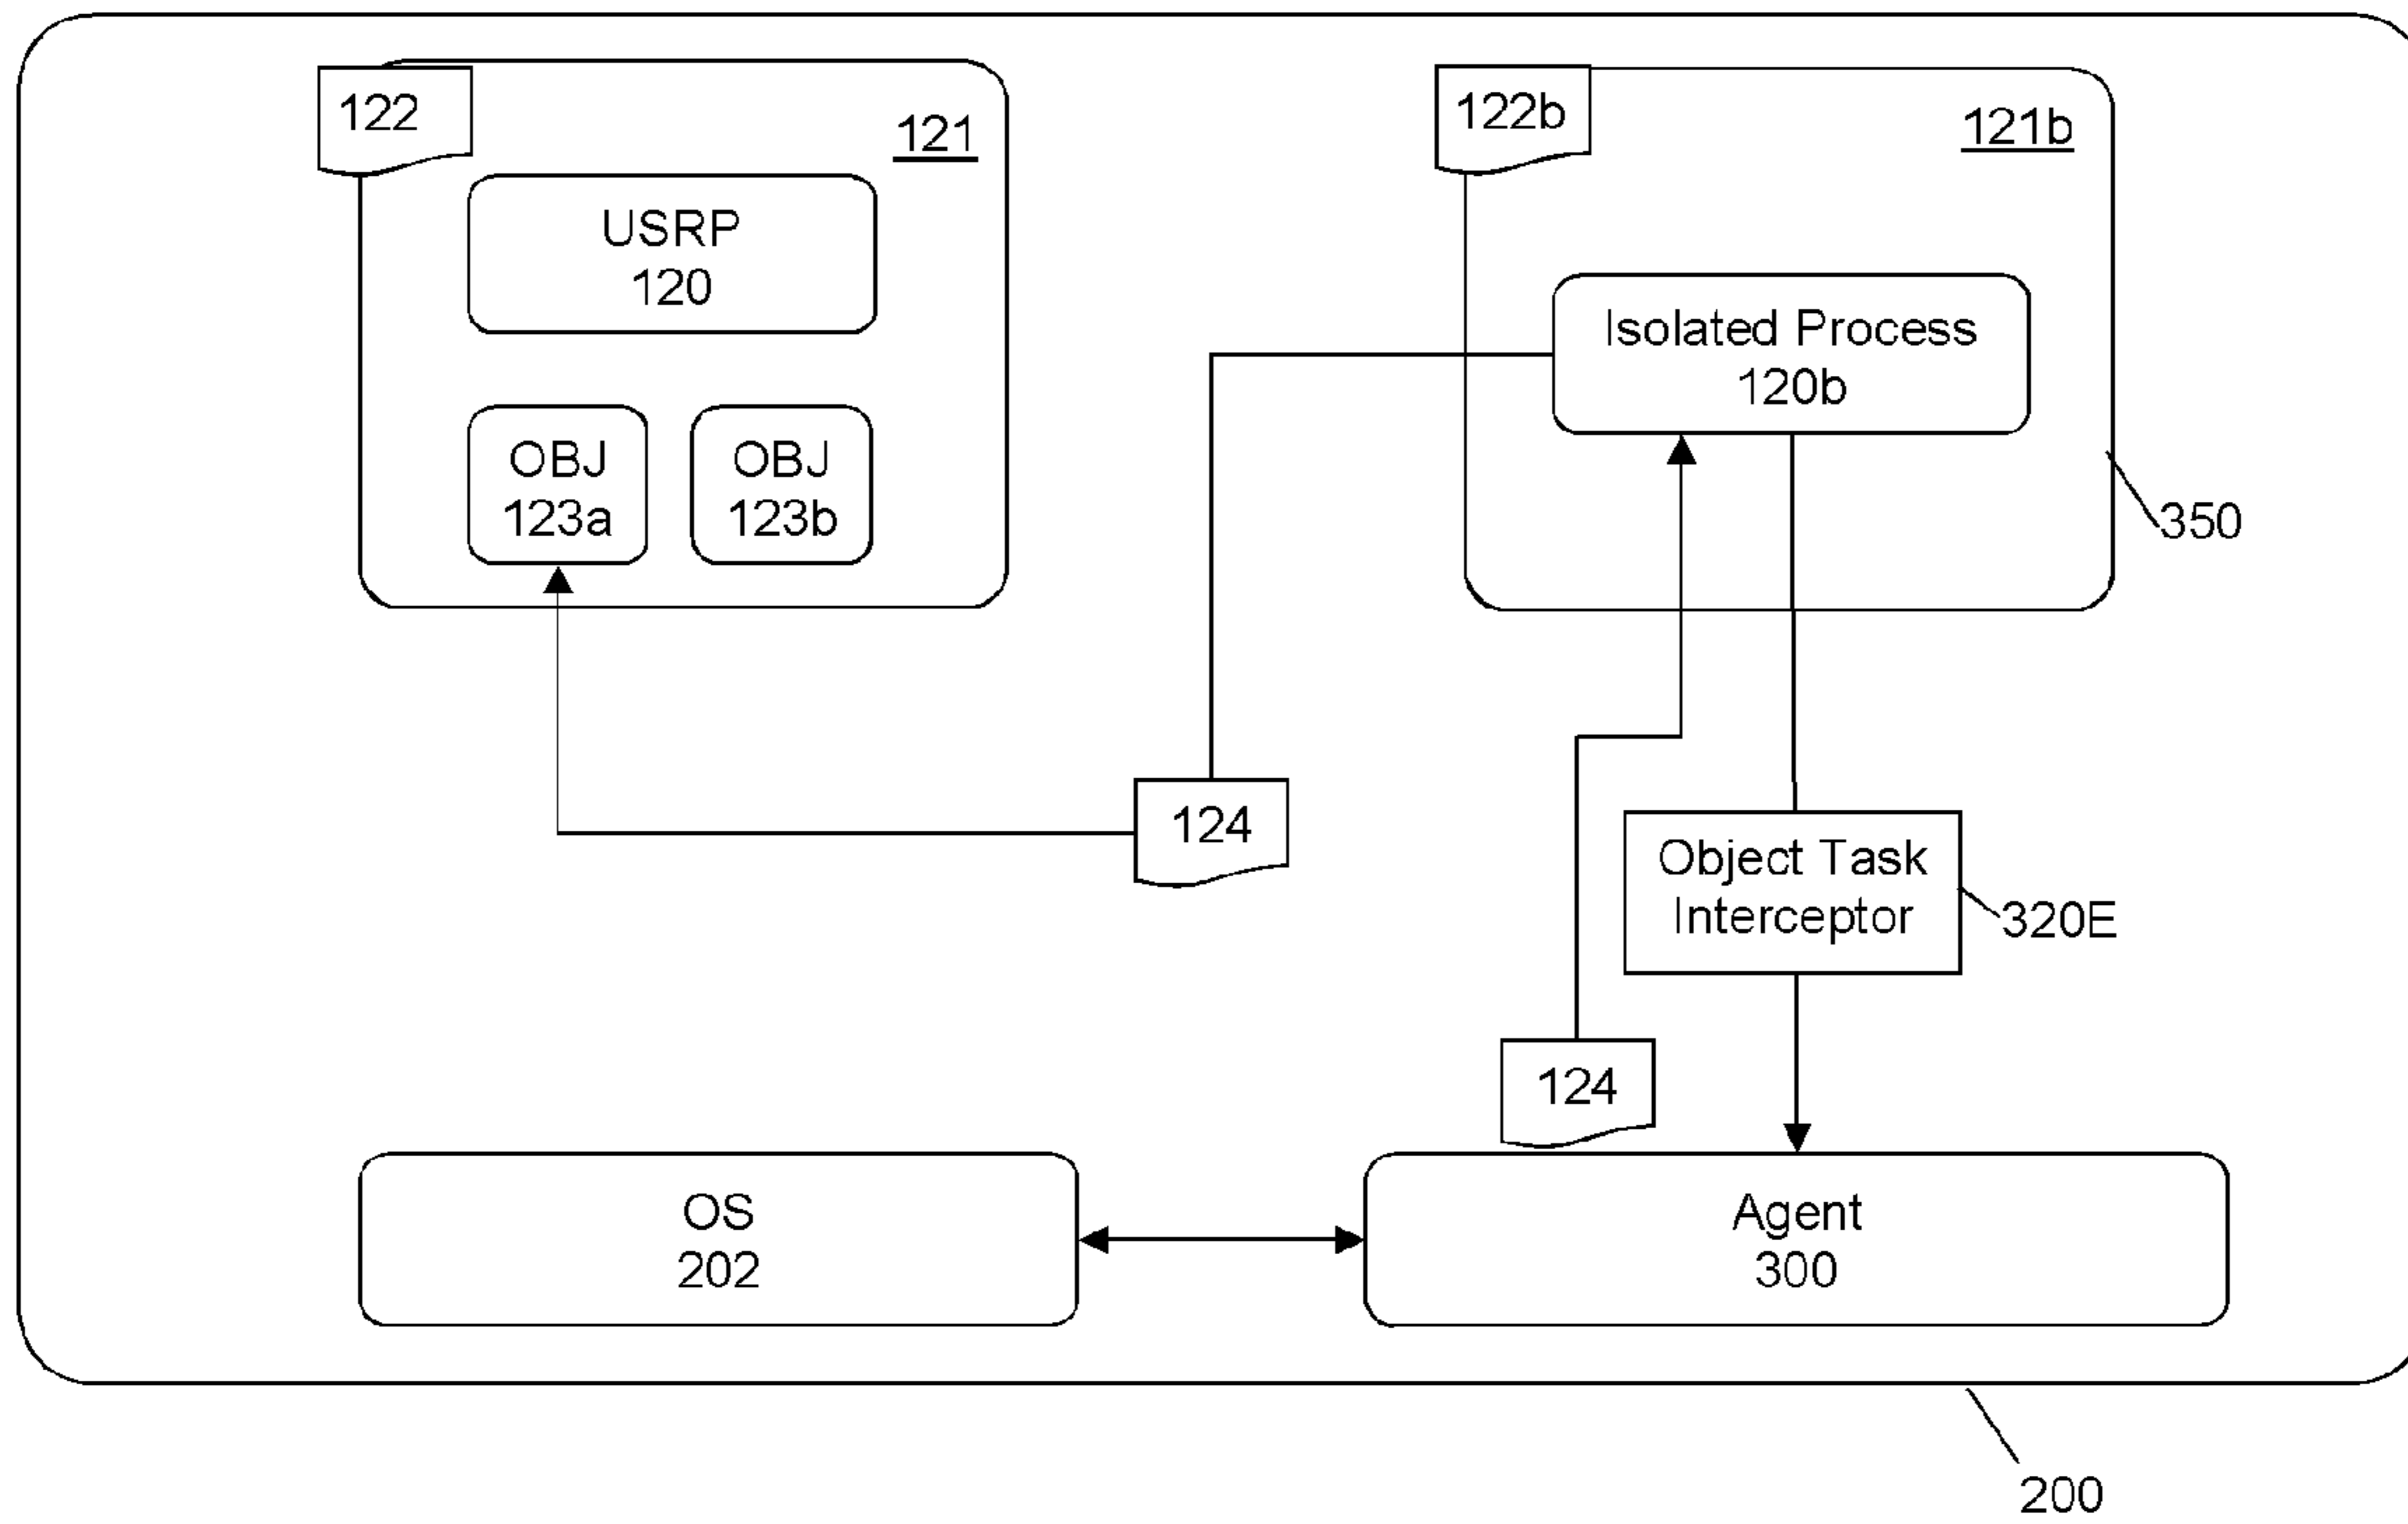 122
121
USRP
120
OBJ
123a
OBJ
123b
122b
121b
Isolated Process
120b
350
124
Object Task
Interceptor
320E
124
OS
202
Agent
300
200